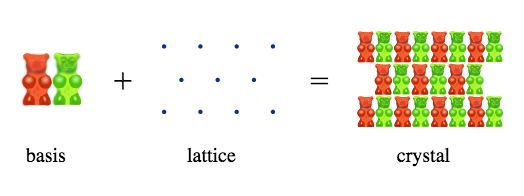 + =
basis lattice crystal